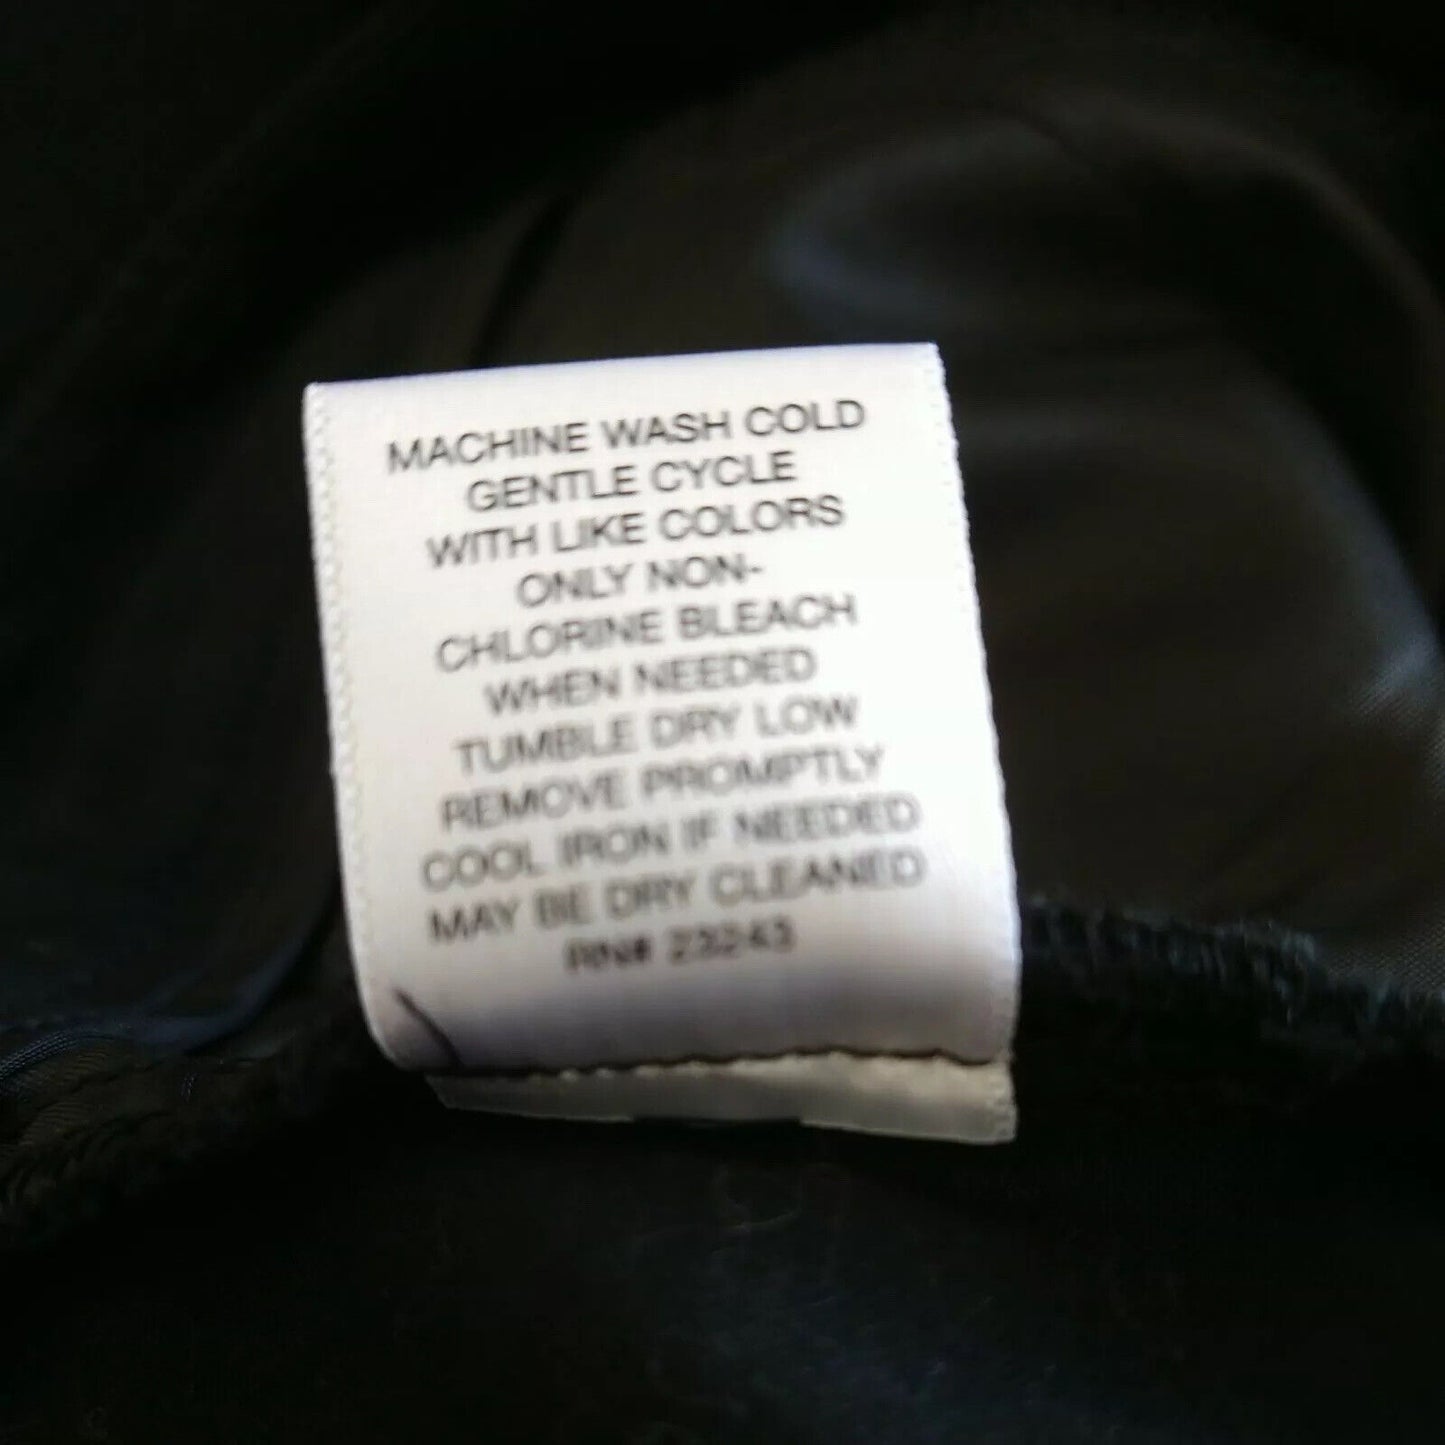 MACHINE WASH COLD
GENTLE CYCLE
WITH LIKE COLORS
ONLY NON-
CHLORINE BLEACH
WHEN NEEDED
TUMBLE DRY LOW
REMOVE PROMPTLY
COOL IRON IF NEEDED
MAY BE DRY CLEANED
RN# 23243